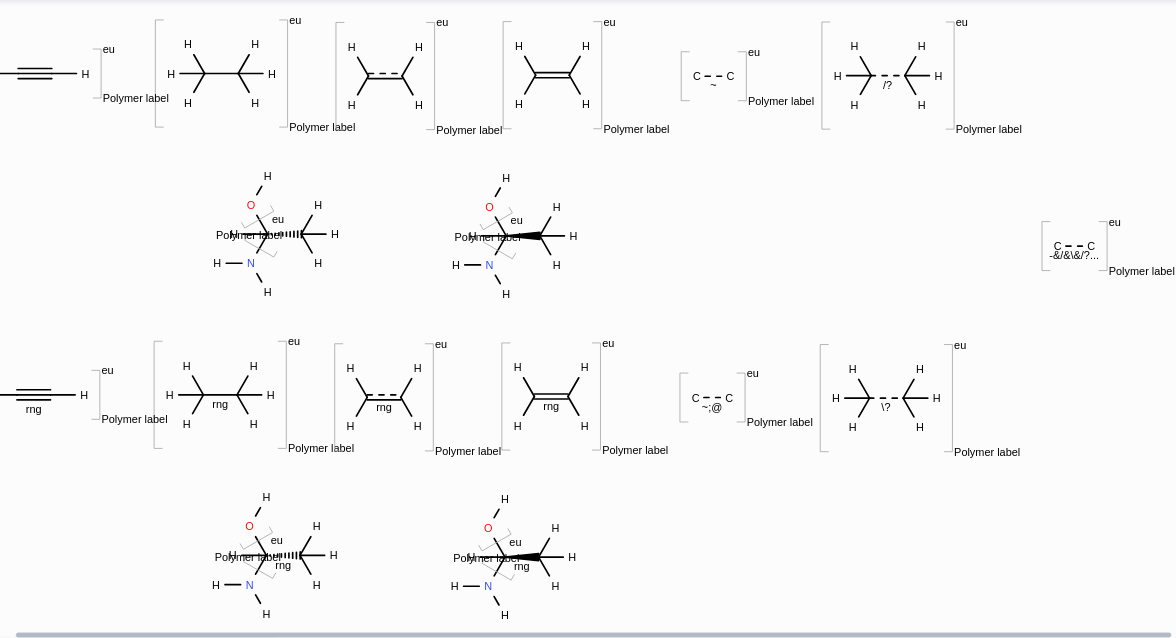 eu eu eu eu eu eu
H H H H H H H H H H
H H H H H C C H H
~ /?
H H H H H H H H
Polymer label Polymer label Polymer label Polymer label Polymer label Polymer label
H H
O H O H
eu eu eu
Polymer label H H Polymer label H H C C
-&/&\&/?...
H N H H N H
Polymer label
H H
eu eu eu eu eu eu
H H H H H H H H
H H H H C C H H
rng rng rng rng ~;@ \?
H H H H H H H H
Polymer label Polymer label Polymer label Polymer label Polymer label Polymer label
H H
O H O H
eu eu
Polymer label H H Polymer label H H
rng rng
H N H H N H
H H